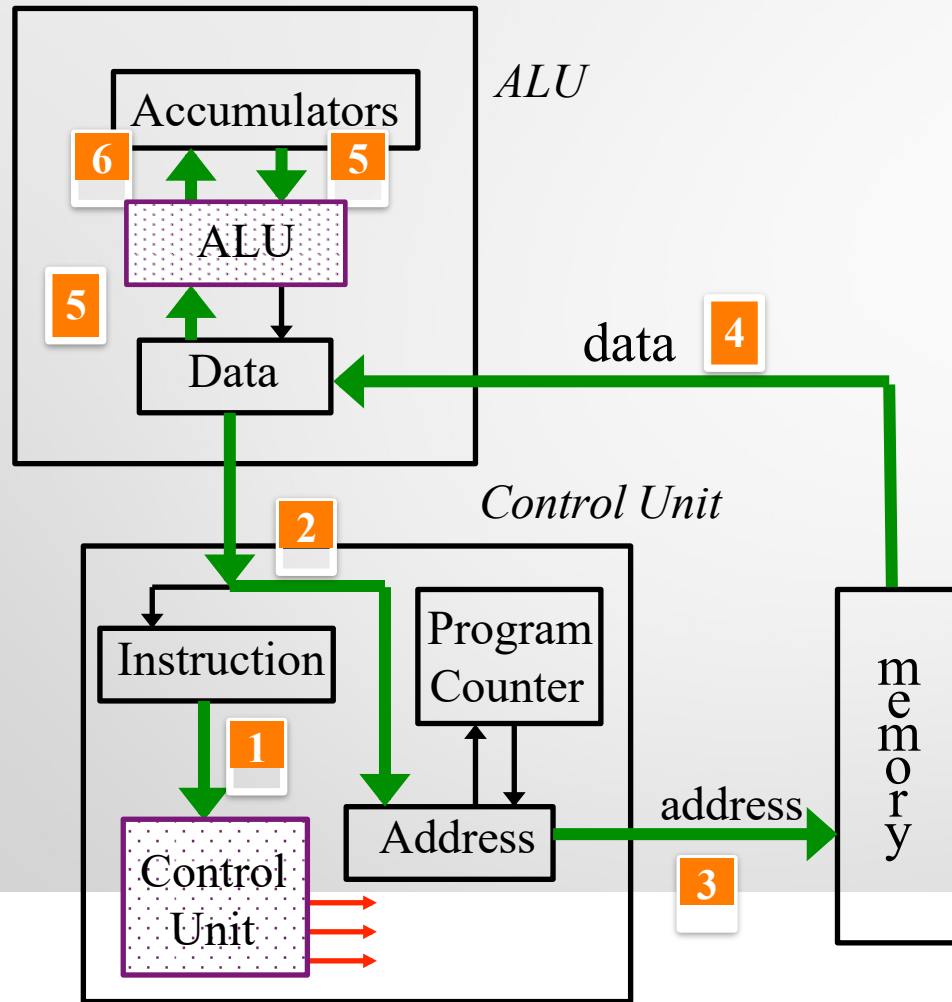 ALU
Accumulators
6
5
ALU
5
Data
data
4
Control Unit
2
Instruction
Program
Counter
1
Address
address
3
Control
Unit
memory